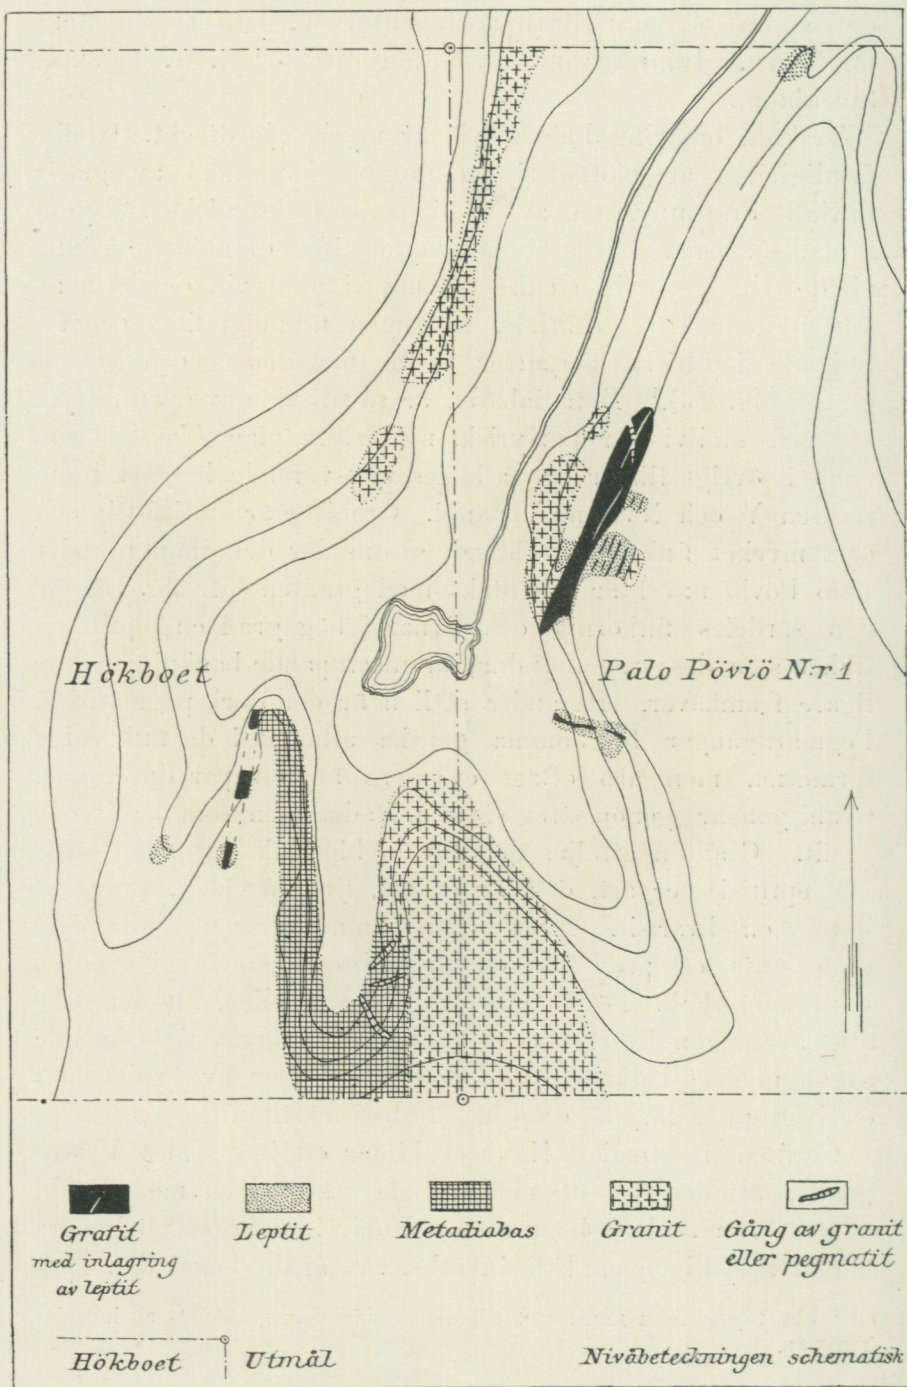 Hökboet
Palo Pöviö N:r 1
Grafit
med inlagring
av leptit
Leptit
Metadiabas
Granit
Gång av granit
eller pegmatit
Hökboet
Utmål
Nivåbeteckningen schematisk